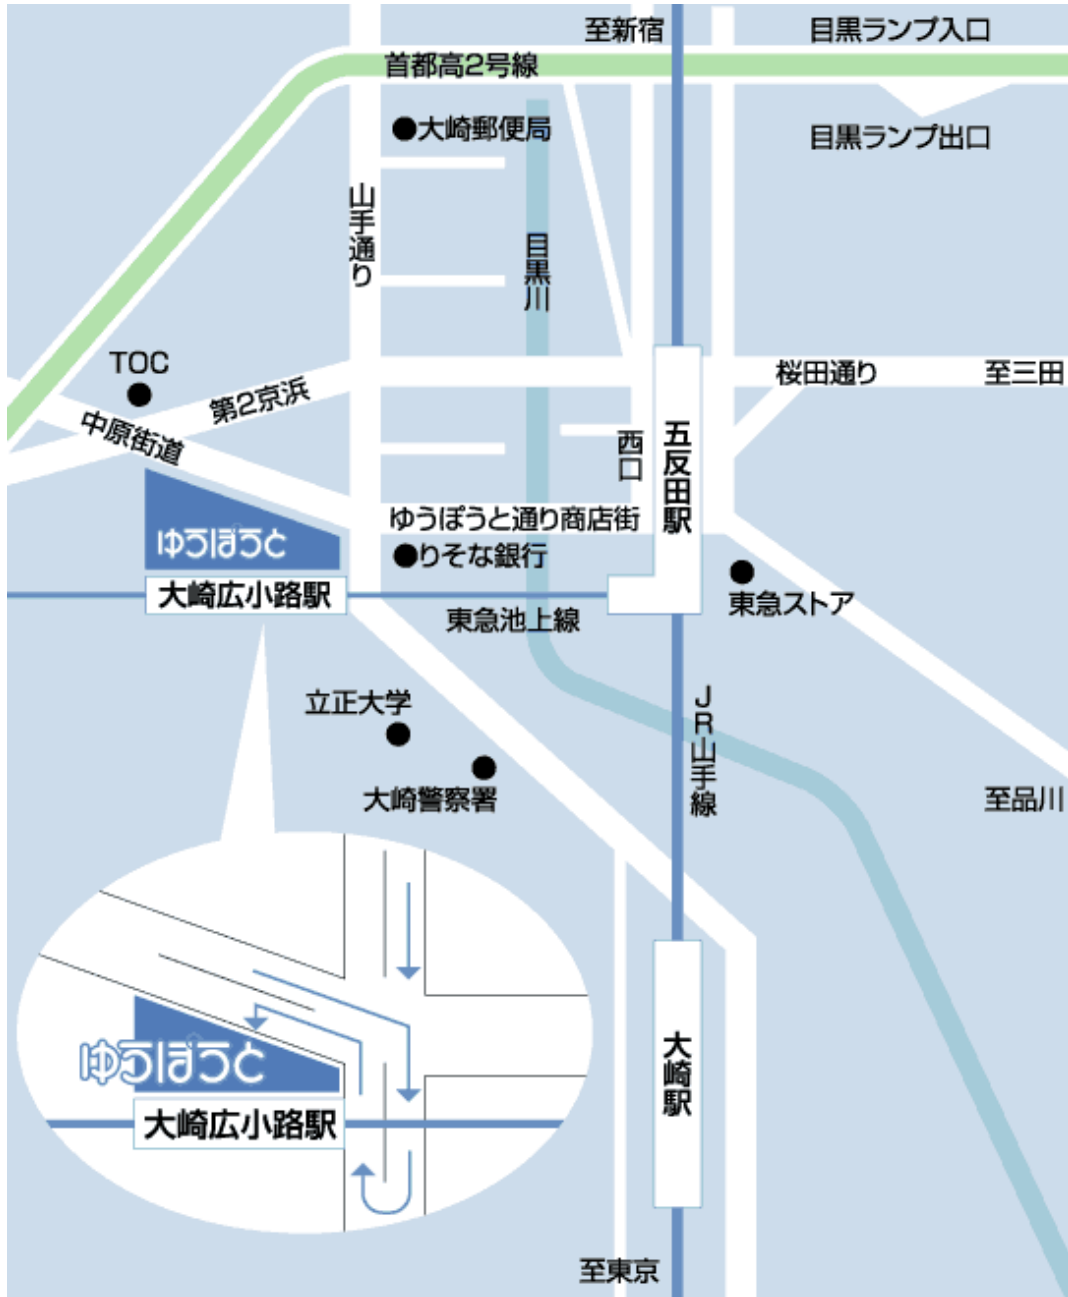 至新宿
目黒ランプ入口
首都高2号線
大崎郵便局
目黒ランプ出口
山手通り
目黒川
TOC
第2京浜
桜田通り
至三田
中原街道
西口
五反田駅
ゆうぽうと通り商店街
ゆうぽうと
りそな銀行
大崎広小路駅
東急ストア
東急池上線
立正大学
JR山手線
大崎警察署
至品川
ゆうぽうと
大崎広小路駅
大崎駅
至東京